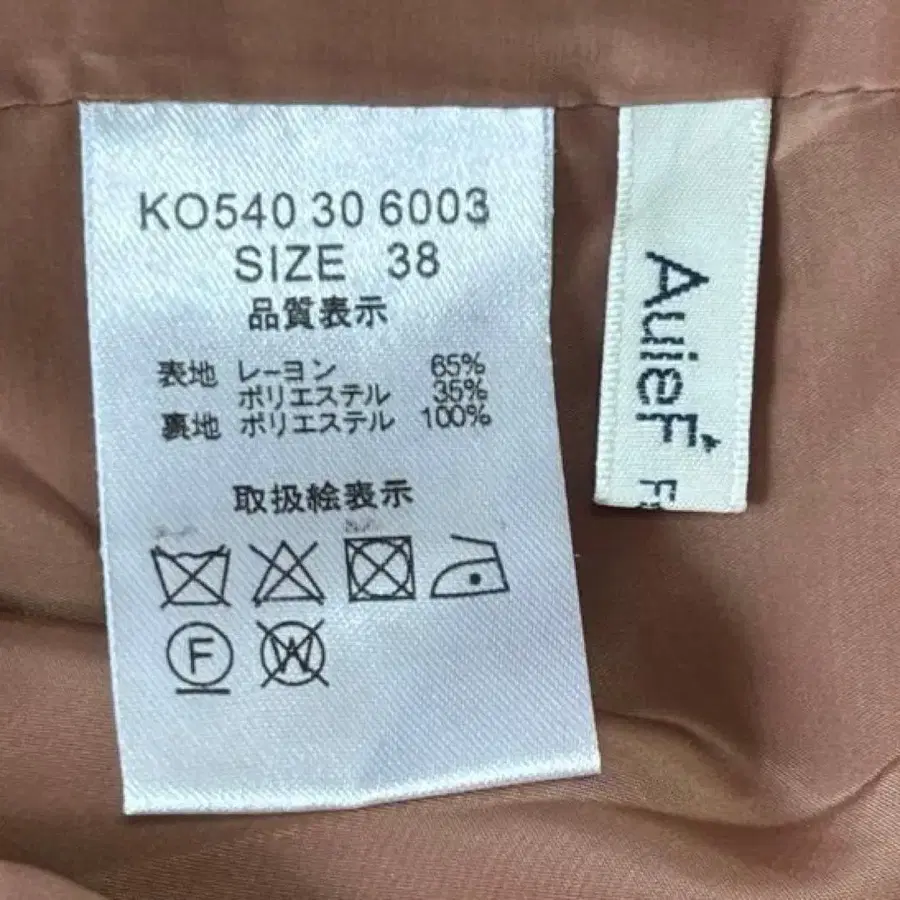 KO540 30 6003
SIZE 38
品質表示
表地 レーヨン 65%
ポリエステル 35%
裏地 ポリエステル 100%
取扱絵表示
F
W
AuieF